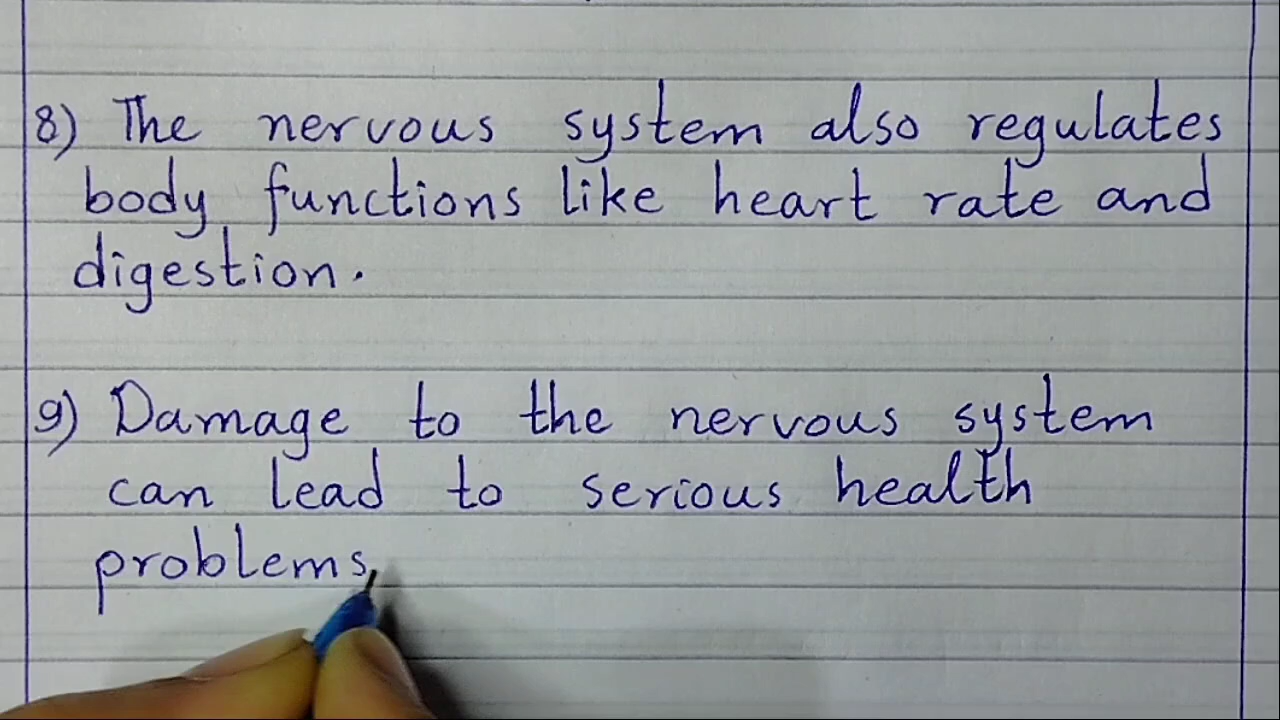 8) The nervous system also regulates
body functions like heart rate and
digestion.
9) Damage to the nervous system
can lead to serious health
problems